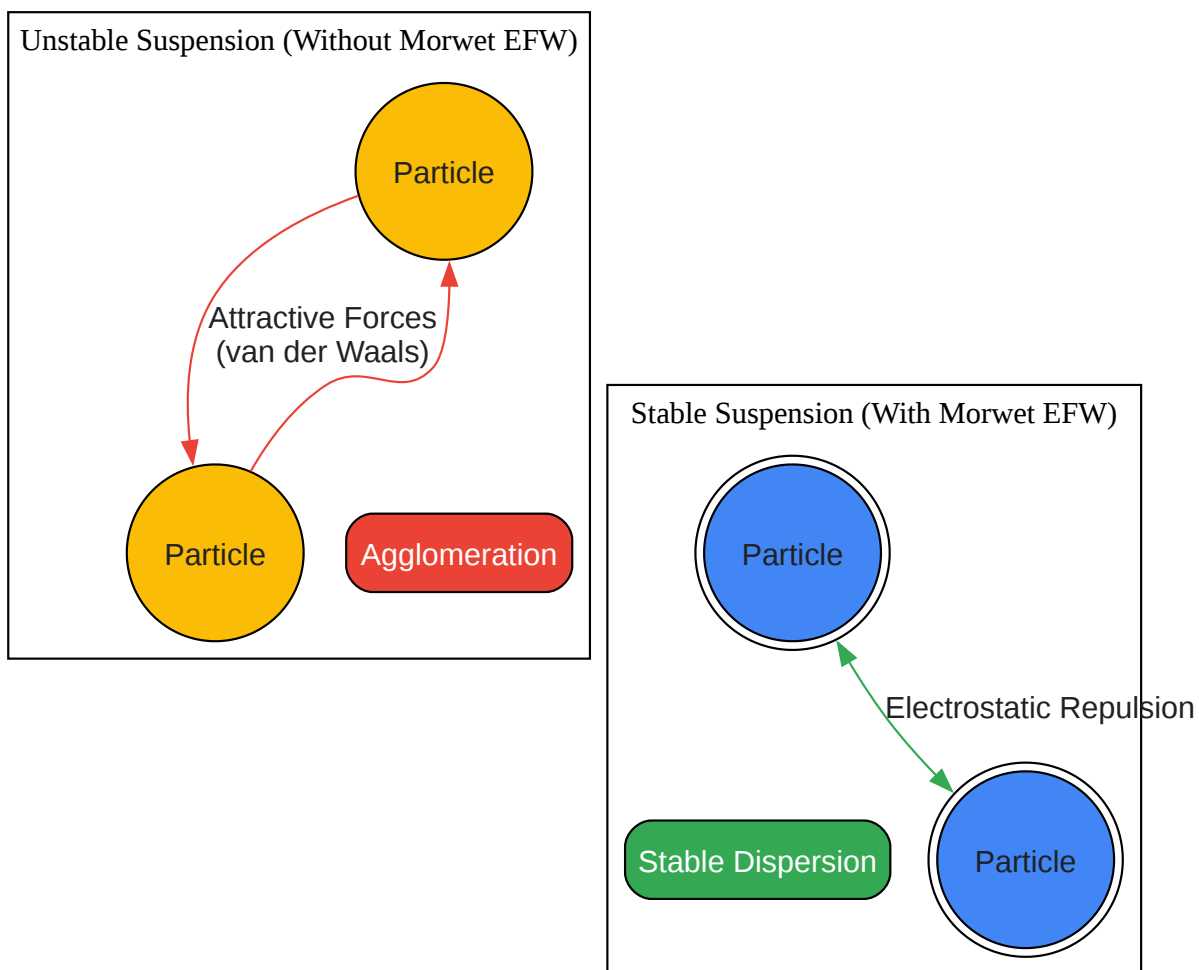 Unstable Suspension (Without Morwet EFW)
Particle
Attractive Forces
(van der Waals)
Particle
Agglomeration
Stable Suspension (With Morwet EFW)
Particle
Electrostatic Repulsion
Stable Dispersion
Particle